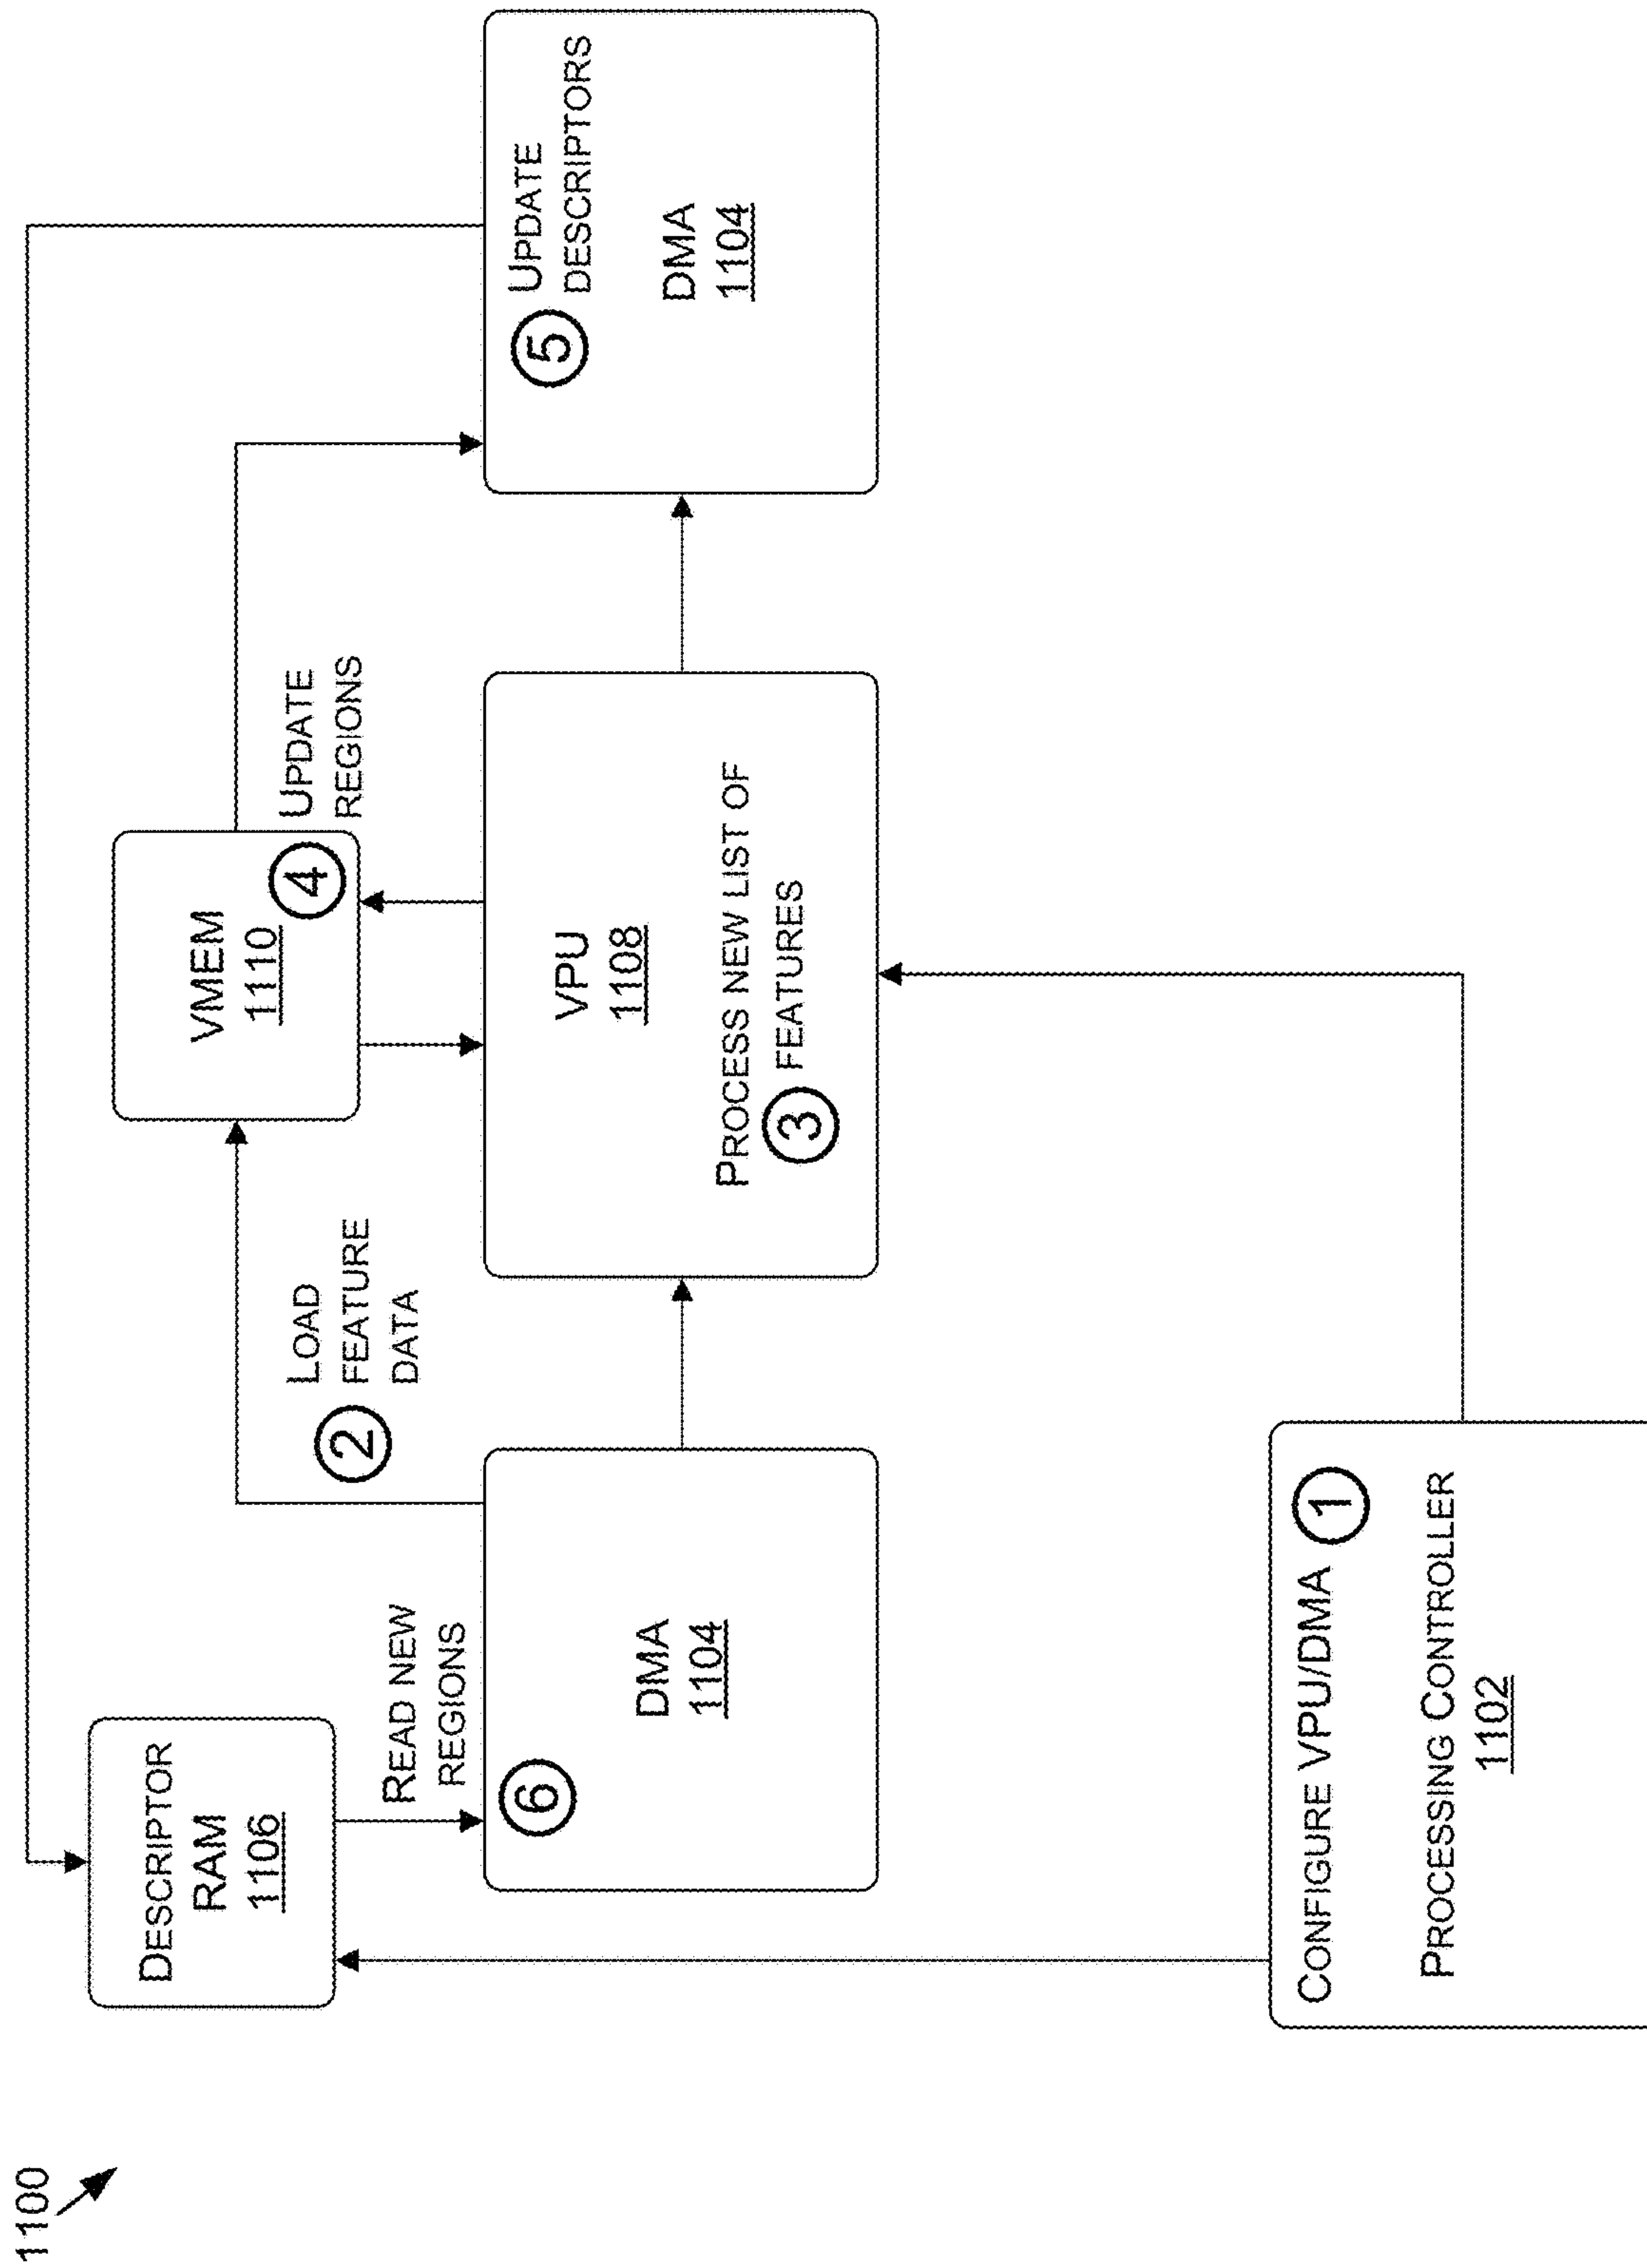 1100
DESCRIPTOR
RAM
1106
VMEM
1110
④
UPDATE
REGIONS
②
LOAD
FEATURE
DATA
READ NEW
REGIONS
⑥
DMA
1104
VPU
1108
PROCESS NEW LIST OF
③ FEATURES
⑤ UPDATE
DESCRIPTORS
DMA
1104
CONFIGURE VPU/DMA ①
PROCESSING CONTROLLER
1102